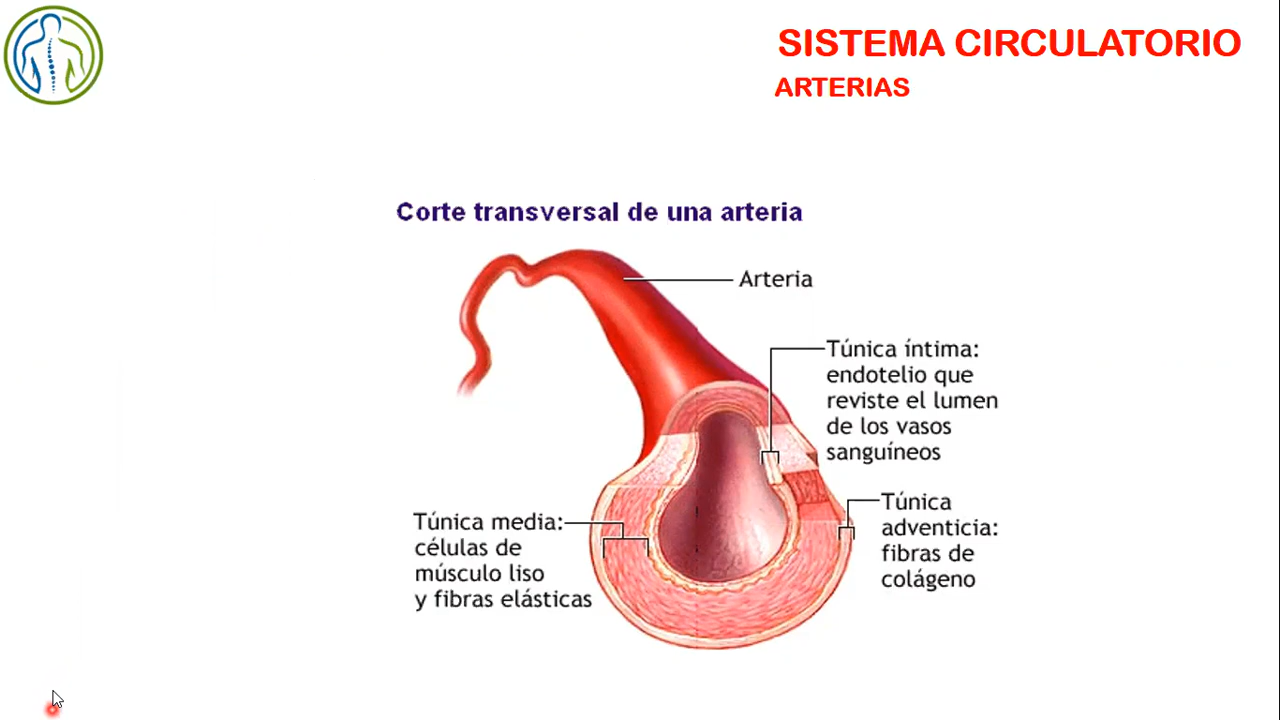 SISTEMA CIRCULATORIO
ARTERIAS
Corte transversal de una arteria
Arteria
Túnica íntima:
endotelio que
reviste el lumen
de los vasos
sanguíneos
Túnica
adventicia:
fibras de
colágeno
Túnica media:
células de
músculo liso
y fibras elásticas